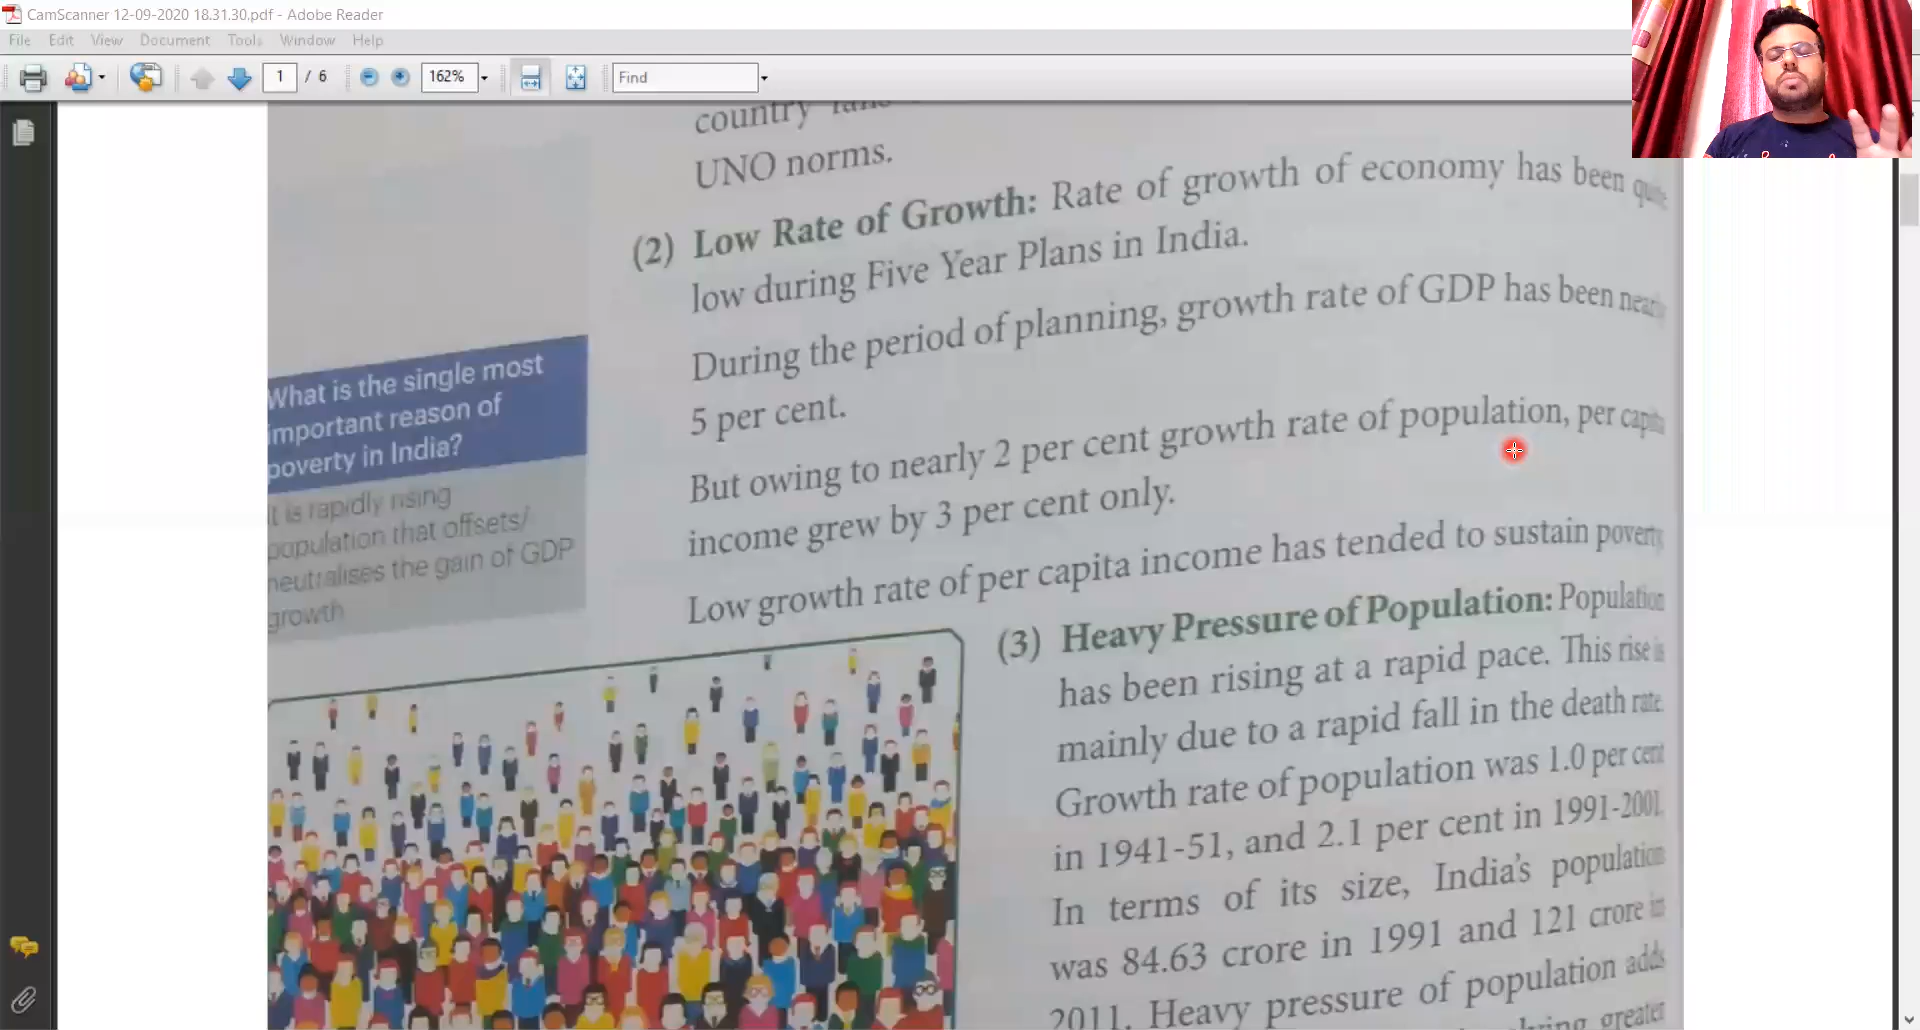 CamScanner 12-09-2020 18.31.30.pdf - Adobe Reader
File Edit View Document Tools Window Help
1 / 6 162% Find
country
UNO norms.
(2) Low Rate of Growth: Rate of growth of economy has been quite
low during Five Year Plans in India.
During the period of planning, growth rate of GDP has been nearly
5 per cent.
But owing to nearly 2 per cent growth rate of population, per capita
income grew by 3 per cent only.
Low growth rate of per capita income has tended to sustain poverty
What is the single most
important reason of
poverty in India?
It is rapidly rising
population that offsets/
neutralises the gain of GDP
growth
(3) Heavy Pressure of Population: Population
has been rising at a rapid pace. This rise is
mainly due to a rapid fall in the death rate.
Growth rate of population was 1.0 per cent
in 1941-51, and 2.1 per cent in 1991-2001.
In terms of its size, India's population
was 84.63 crore in 1991 and 121 crore in
2011. Heavy pressure of population adds
greater